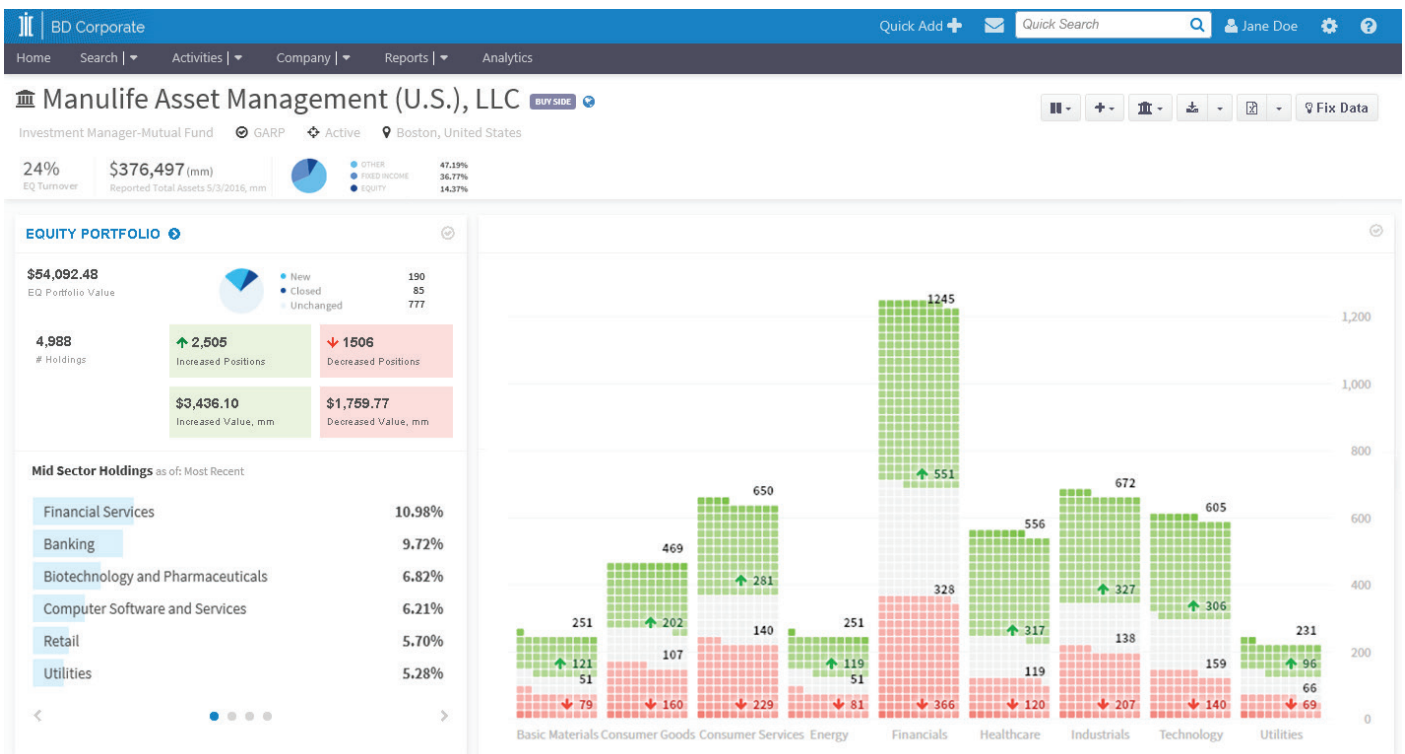 BD Corporate
Quick Add
Quick Search
Jane Doe
Home Search Activities Company Reports Analytics
Manulife Asset Management (U.S.), LLC BUY SIDE
Fix Data
Investment Manager-Mutual Fund GARP Active Boston, United States
24% $376,497 (mm)
EQ Turnover Reported Total Assets 5/3/2016, mm
OTHER 47.19%
FIXED INCOME 36.77%
EQUITY 14.37%
EQUITY PORTFOLIO
$54,092.48
EQ Portfolio Value
New 190
Closed 85
Unchanged 777
4,988
# Holdings
2,505
Increased Positions
1506
Decreased Positions
$3,436.10
Increased Value, mm
$1,759.77
Decreased Value, mm
Mid Sector Holdings as of: Most Recent
Financial Services 10.98%
Banking 9.72%
Biotechnology and Pharmaceuticals 6.82%
Computer Software and Services 6.21%
Retail 5.70%
Utilities 5.28%
1,200
1,000
800
600
400
200
0
251
121
51
79
469
202
107
160
650
281
140
229
251
119
51
81
1245
551
328
366
556
317
119
120
672
327
138
207
605
306
159
140
231
96
66
69
Basic Materials Consumer Goods Consumer Services Energy Financials Healthcare Industrials Technology Utilities